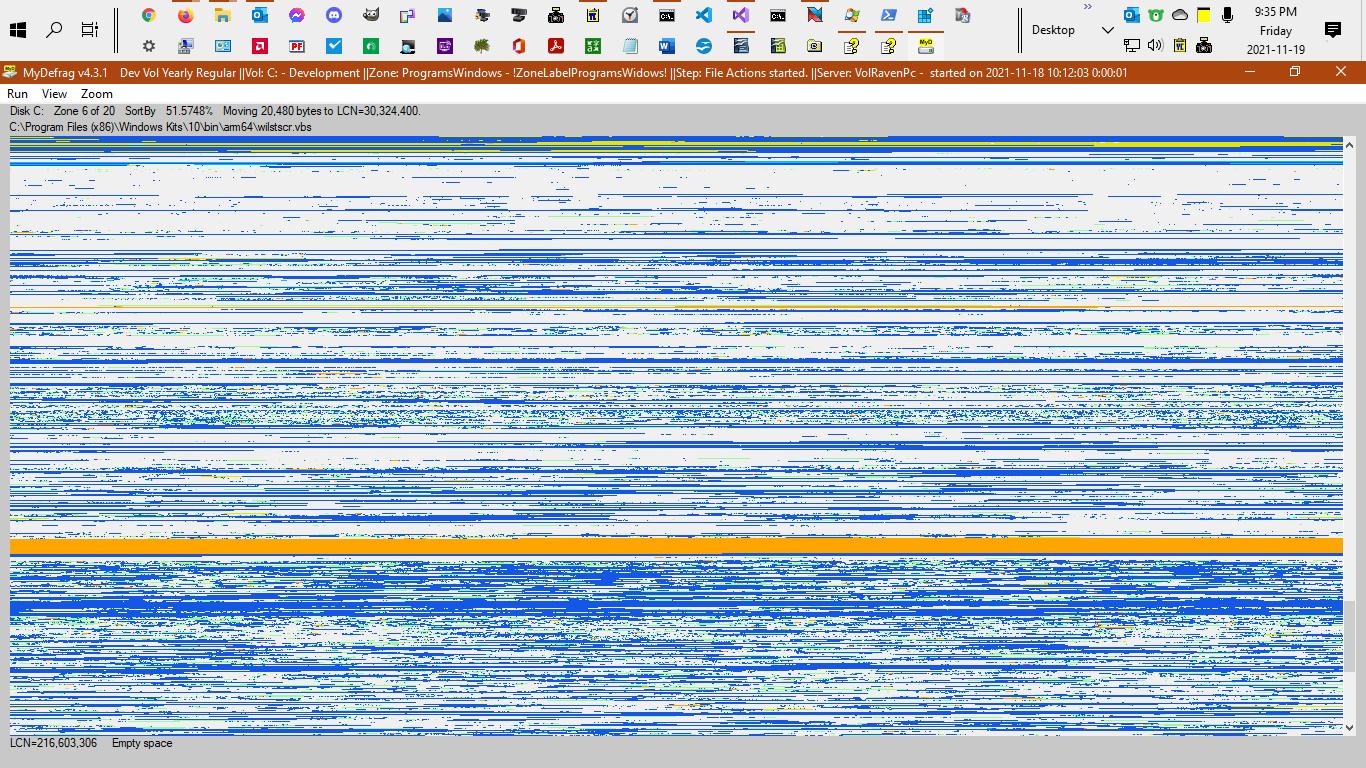 9:35 PM
Desktop
Friday
2021-11-19
MyDefrag v4.3.1 Dev Vol Yearly Regular ||Vol: C: - Development ||Zone: ProgramsWindows - !ZoneLabelProgramsWidows! ||Step: File Actions started. ||Server: VolRavenPc - started on 2021-11-18 10:12:03 0:00:01
Run View Zoom
Disk C: Zone 6 of 20 SortBy 51.5748% Moving 20,480 bytes to LCN=30,324,400.
C:\Program Files (x86)\Windows Kits\10\bin\arm64\wilstscr.vbs
LCN=216,603,306 Empty space